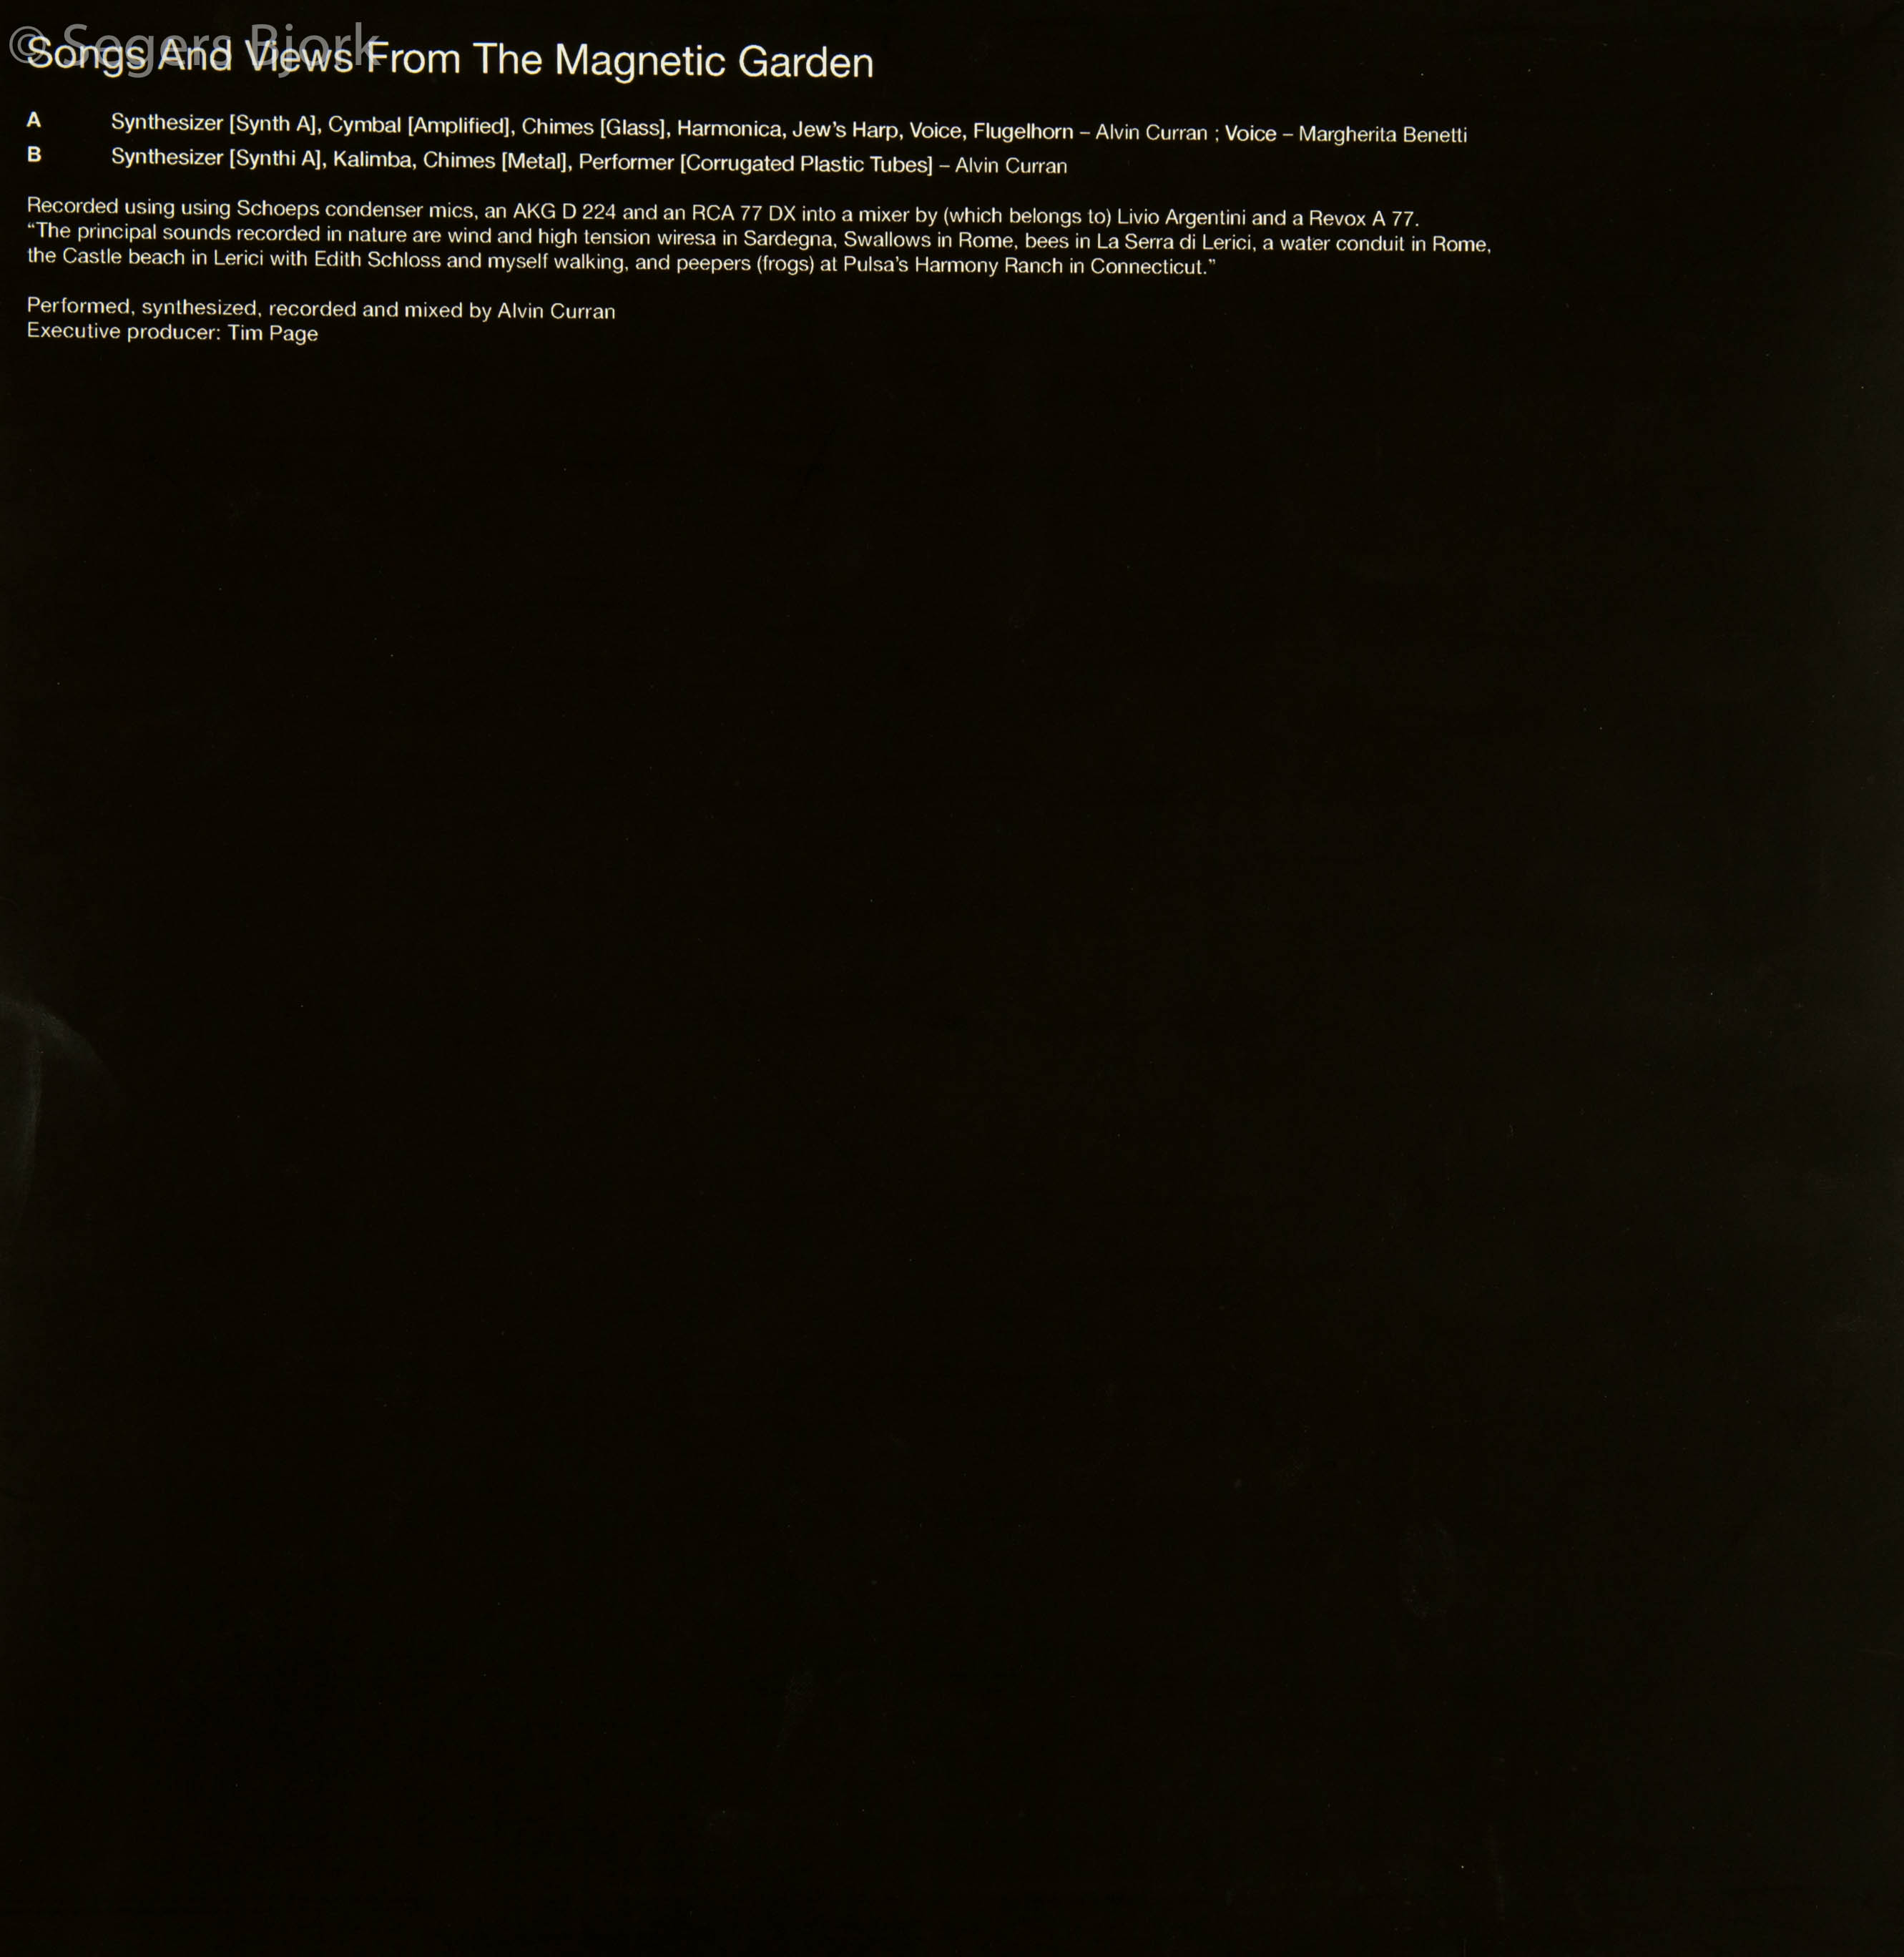 © Segers Bjork
Songs And Views From The Magnetic Garden
A Synthesizer [Synth A], Cymbal [Amplified], Chimes [Glass], Harmonica, Jew's Harp, Voice, Flugelhorn – Alvin Curran ; Voice – Margherita Benetti
B Synthesizer [Synthi A], Kalimba, Chimes [Metal], Performer [Corrugated Plastic Tubes] – Alvin Curran
Recorded using using Schoeps condenser mics, an AKG D 224 and an RCA 77 DX into a mixer by (which belongs to) Livio Argentini and a Revox A 77.
“The principal sounds recorded in nature are wind and high tension wiresa in Sardegna, Swallows in Rome, bees in La Serra di Lerici, a water conduit in Rome,
the Castle beach in Lerici with Edith Schloss and myself walking, and peepers (frogs) at Pulsa’s Harmony Ranch in Connecticut.”
Performed, synthesized, recorded and mixed by Alvin Curran
Executive producer: Tim Page